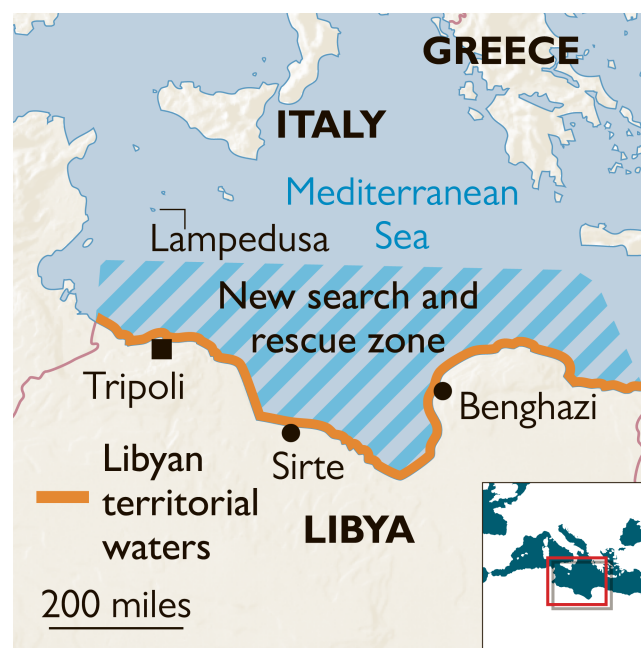 GREECE
ITALY
Mediterranean
Sea
Lampedusa
New search and
rescue zone
Tripoli
Benghazi
Sirte
Libyan
territorial
waters
LIBYA
200 miles